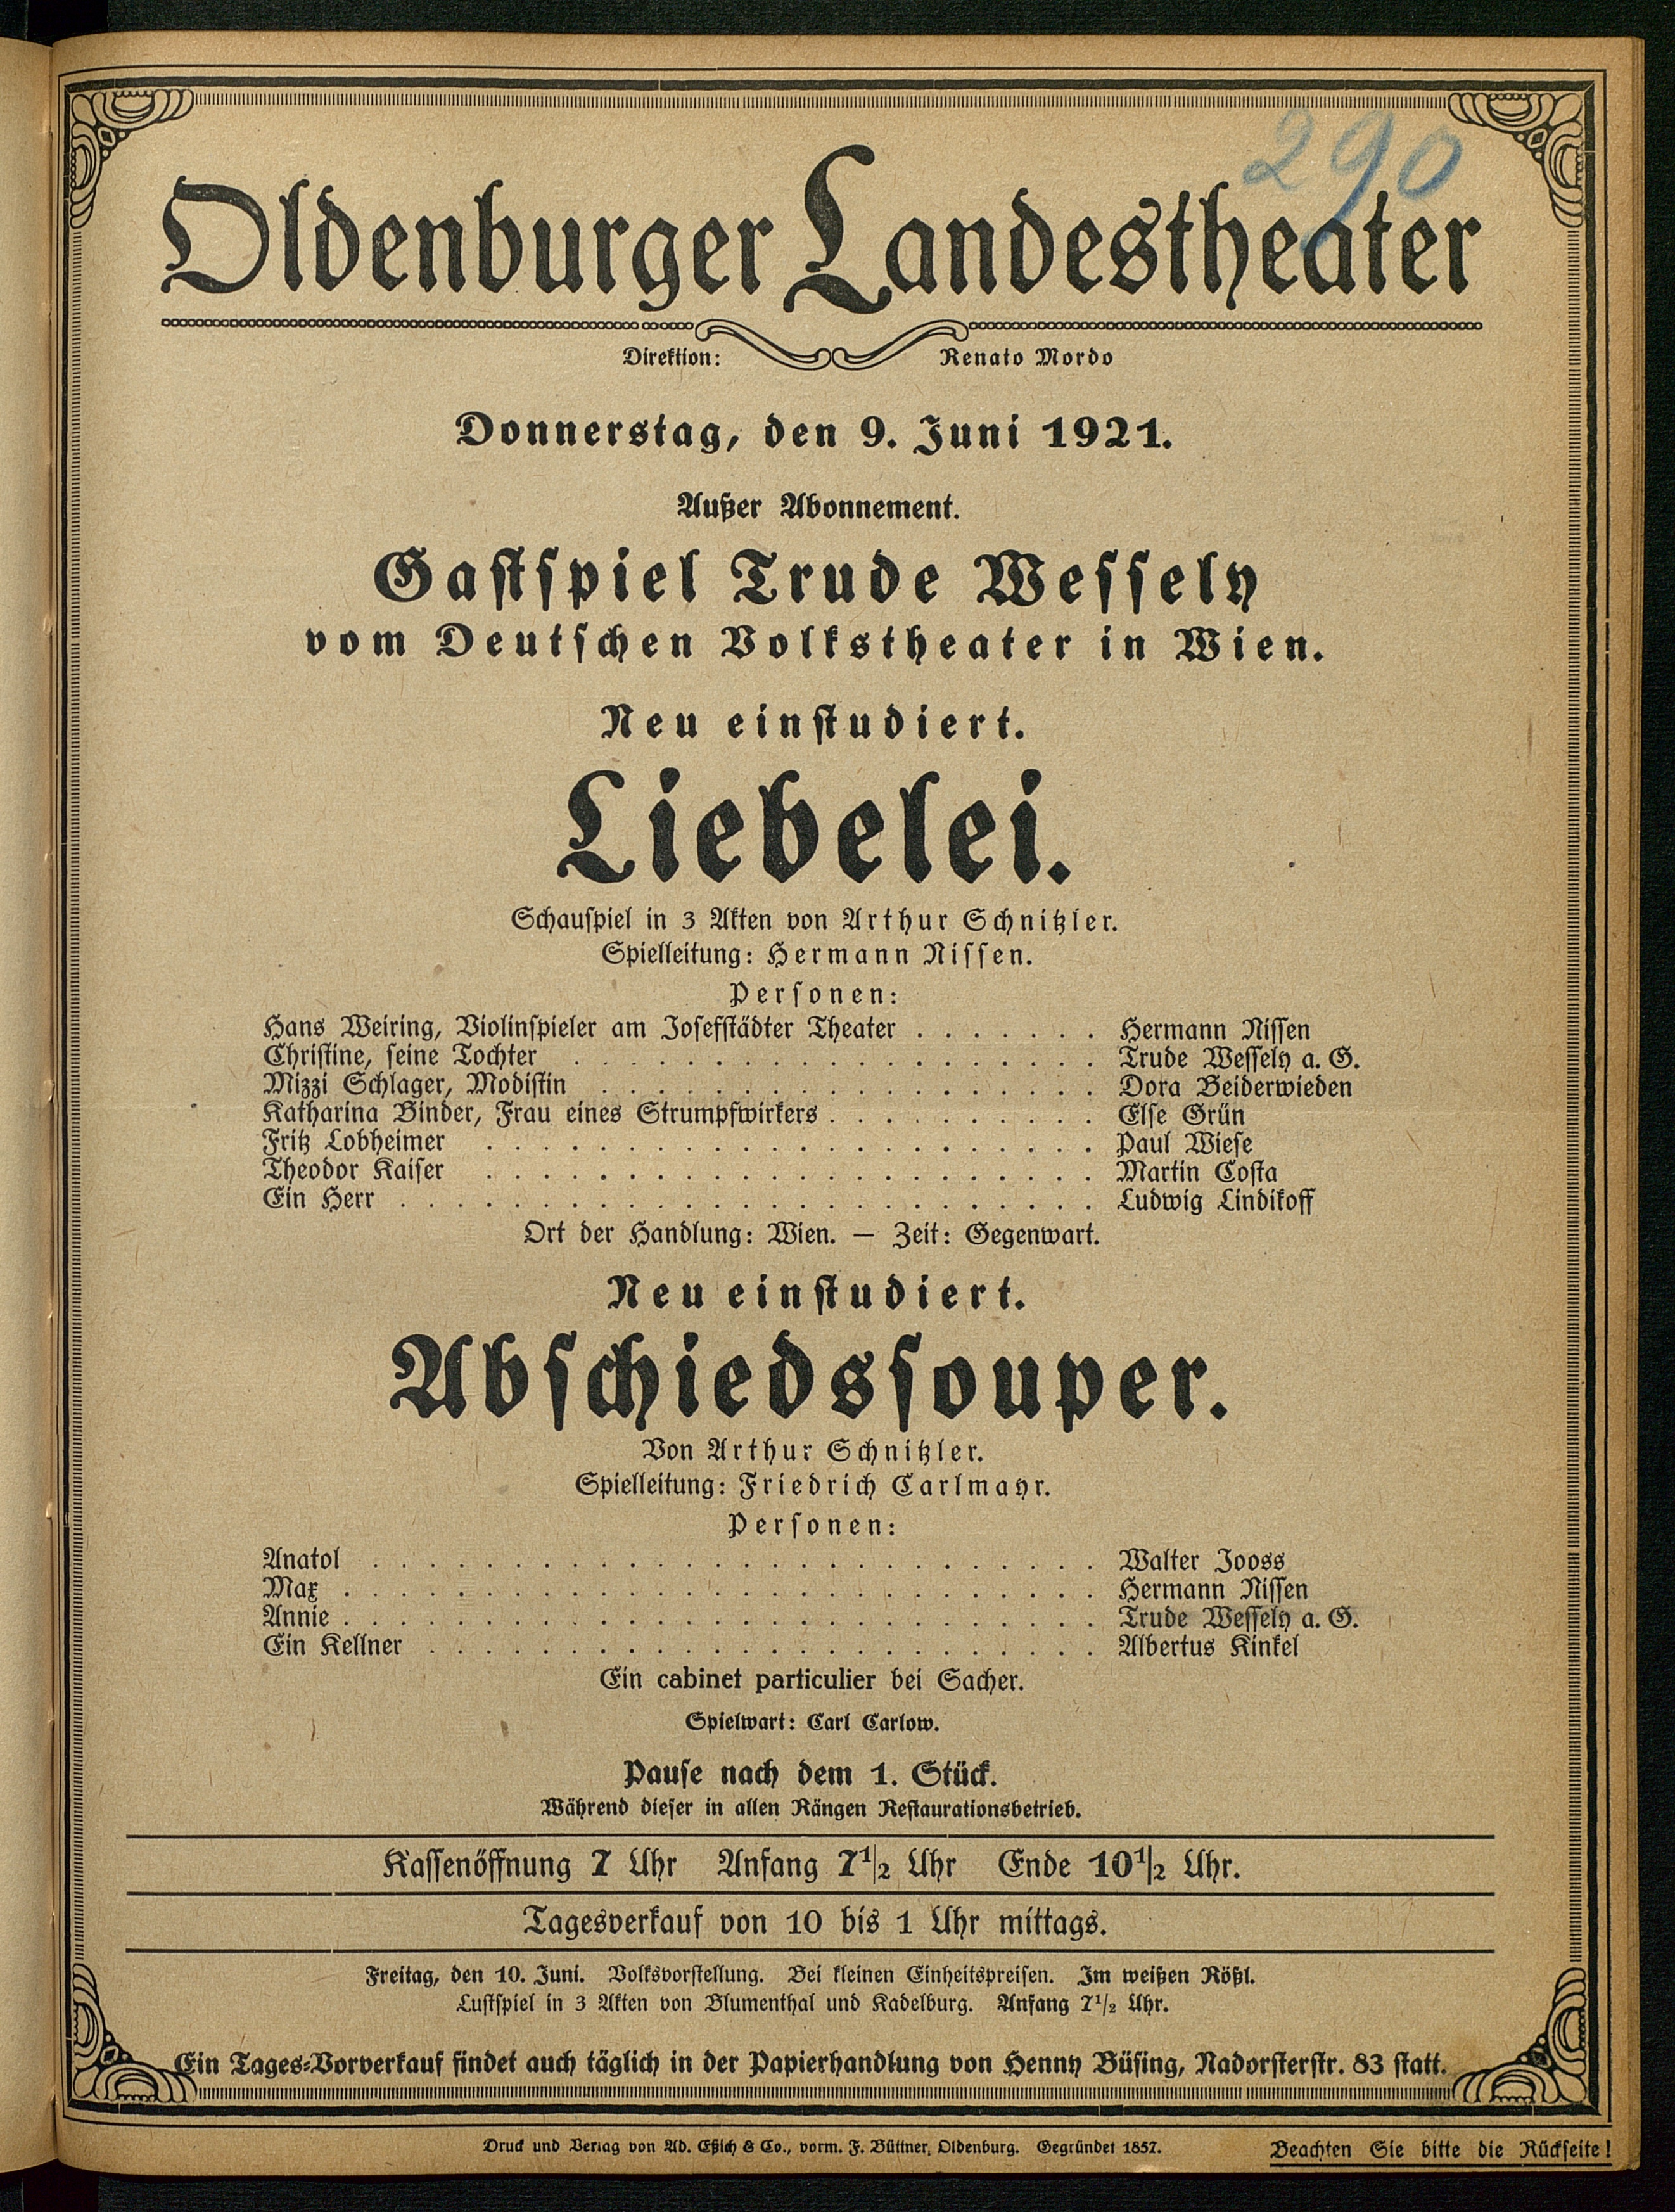 290
Oldenburger Landestheater
Direktion: Renato Mordo
Donnerstag, den 9. Juni 1921.
Außer Abonnement.
Gastspiel Trude Wessely
vom Deutschen Volkstheater in Wien.
Neu einstudiert.
Liebelei.
Schauspiel in 3 Akten von Arthur Schnitzler.
Spielleitung: Hermann Nissen.
Personen:
Hans Weiring, Violinspieler am Josefstädter Theater . . . . . . . Hermann Nissen
Christine, seine Tochter . . . . . . . . . . . . . . . . . . . Trude Wessely a. G.
Mizzi Schlager, Modistin . . . . . . . . . . . . . . . . . . Dora Beiderwieden
Katharina Binder, Frau eines Strumpfwirkers . . . . . . . . . . Else Grün
Fritz Lobheimer . . . . . . . . . . . . . . . . . . . . . . Paul Wiese
Theodor Kaiser . . . . . . . . . . . . . . . . . . . . . . Martin Costa
Ein Herr . . . . . . . . . . . . . . . . . . . . . . . . . Ludwig Lindikoff
Ort der Handlung: Wien. — Zeit: Gegenwart.
Neu einstudiert.
Abschiedssouper.
Von Arthur Schnitzler.
Spielleitung: Friedrich Carlmayr.
Personen:
Anatol . . . . . . . . . . . . . . . . . . . . . . . . . . Walter Jooss
Max . . . . . . . . . . . . . . . . . . . . . . . . . . . Hermann Nissen
Annie . . . . . . . . . . . . . . . . . . . . . . . . . . . Trude Wessely a. G.
Ein Kellner . . . . . . . . . . . . . . . . . . . . . . . . Albertus Kinkel
Ein cabinet particulier bei Sacher.
Spielwart: Carl Carlow.
Pause nach dem 1. Stück.
Während dieser in allen Rängen Restaurationsbetrieb.
Kassenöffnung 7 Uhr Anfang 7 1/2 Uhr Ende 10 1/2 Uhr.
Tagesverkauf von 10 bis 1 Uhr mittags.
Freitag, den 10. Juni. Volksvorstellung. Bei kleinen Einheitspreisen. Im weißen Rößl.
Lustspiel in 3 Akten von Blumenthal und Kadelburg. Anfang 7 1/2 Uhr.
Ein Tages-Vorverkauf findet auch täglich in der Papierhandlung von Henny Büsing, Nadorsterstr. 83 statt.
Druck und Verlag von Ad. Eßich & Co., vorm. F. Büttner, Oldenburg. Gegründet 1857.
Beachten Sie bitte die Rückseite!